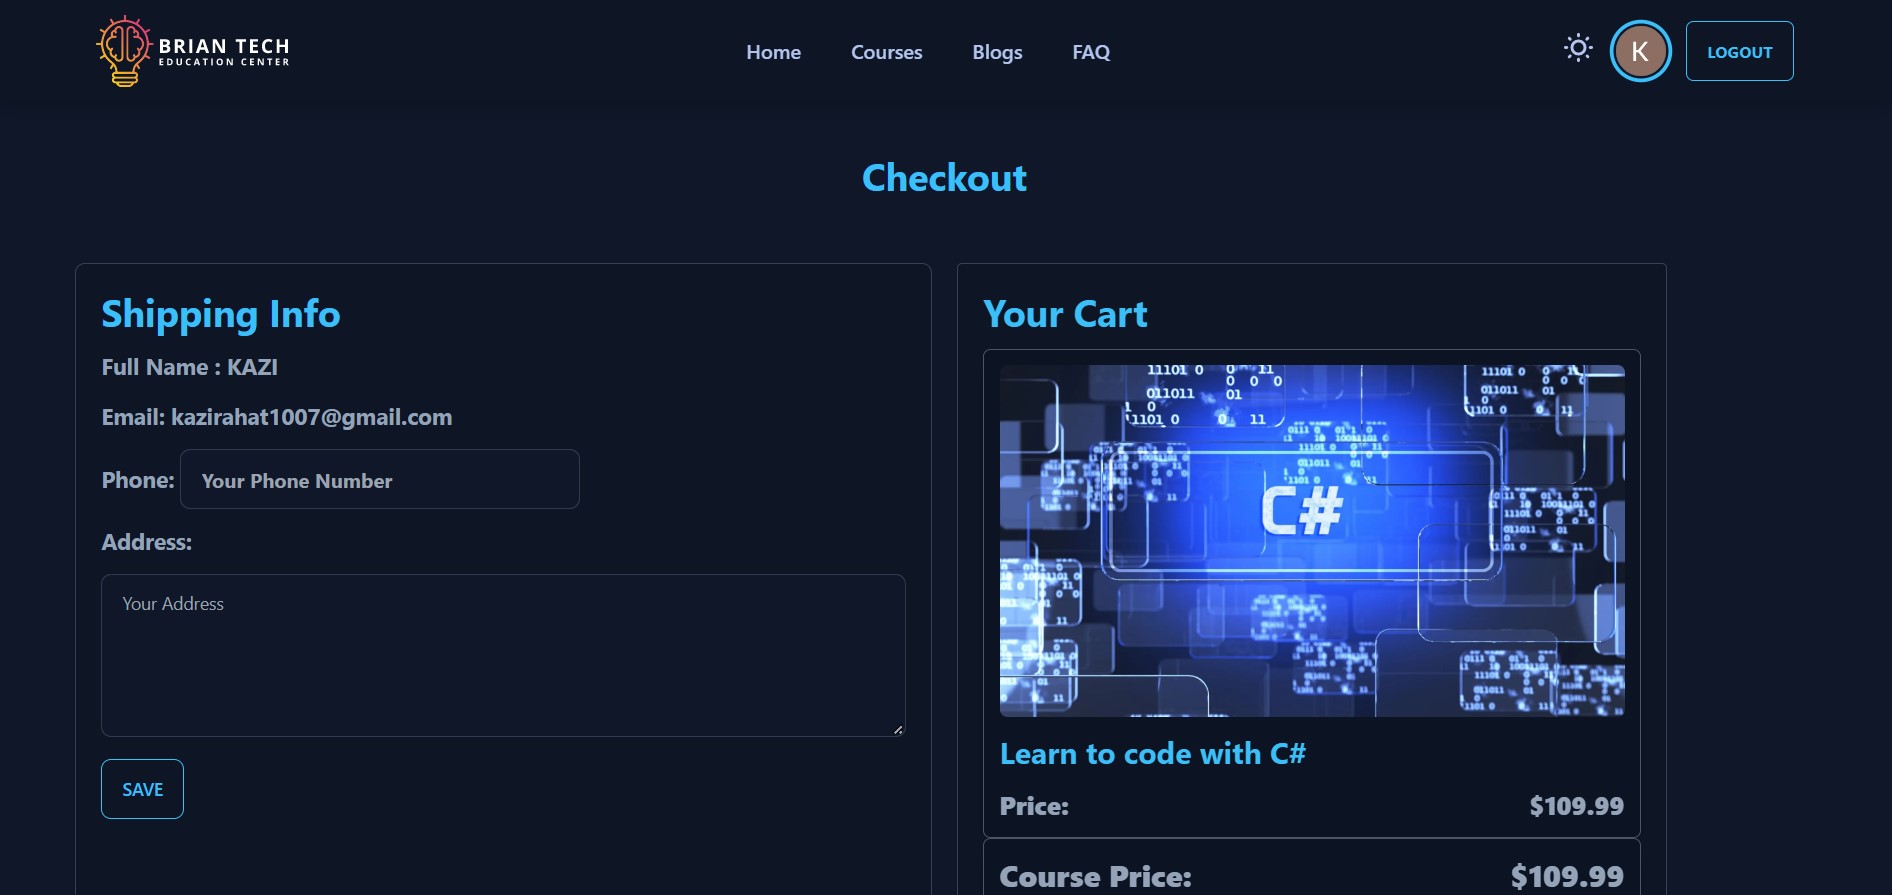 BRIAN TECH
EDUCATION CENTER
Home Courses Blogs FAQ
K
LOGOUT
Checkout
Shipping Info
Full Name : KAZI
Email: kazirahat1007@gmail.com
Phone: Your Phone Number
Address:
Your Address
SAVE
Your Cart
C#
Learn to code with C#
Price: $109.99
Course Price: $109.99